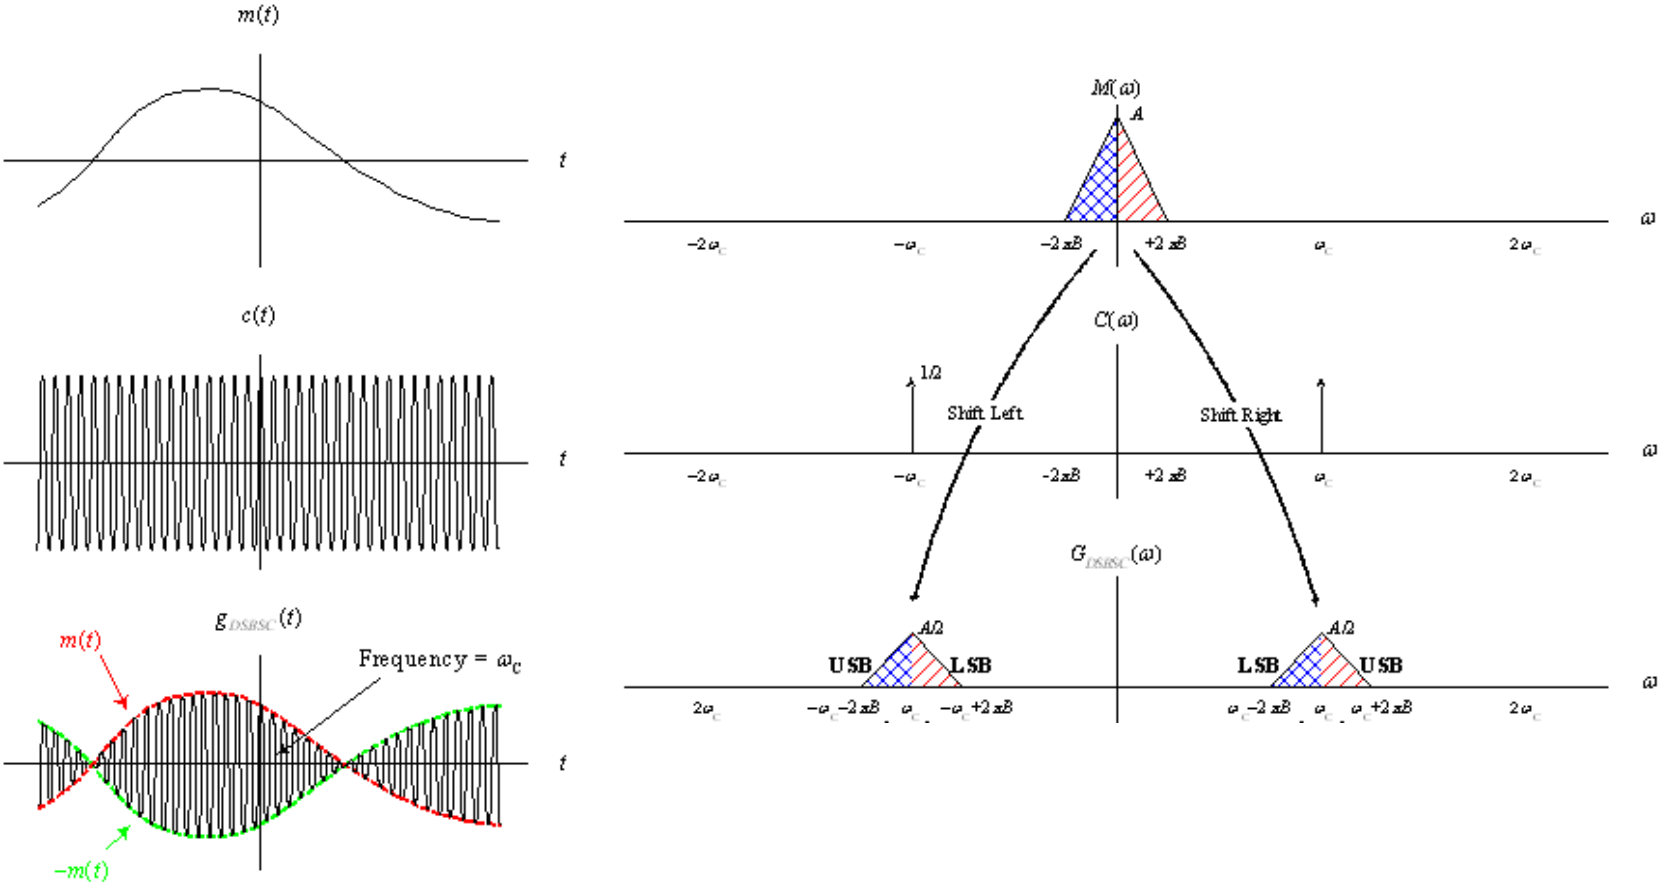 m(t)
t
c(t)
t
g DSBSC (t)
m(t)
Frequency = ω_C
t
−m(t)
M(ω)
A
ω
−2ω_C −ω_C −2πB +2πB ω_C 2ω_C
C(ω)
1/2
Shift Left Shift Right
ω
−2ω_C −ω_C −2πB +2πB ω_C 2ω_C
G DSBSC (ω)
A/2 A/2
USB LSB LSB USB
ω
2ω_C −ω_C−2πB ω_C −ω_C+2πB ω_C−2πB ω_C ω_C+2πB 2ω_C